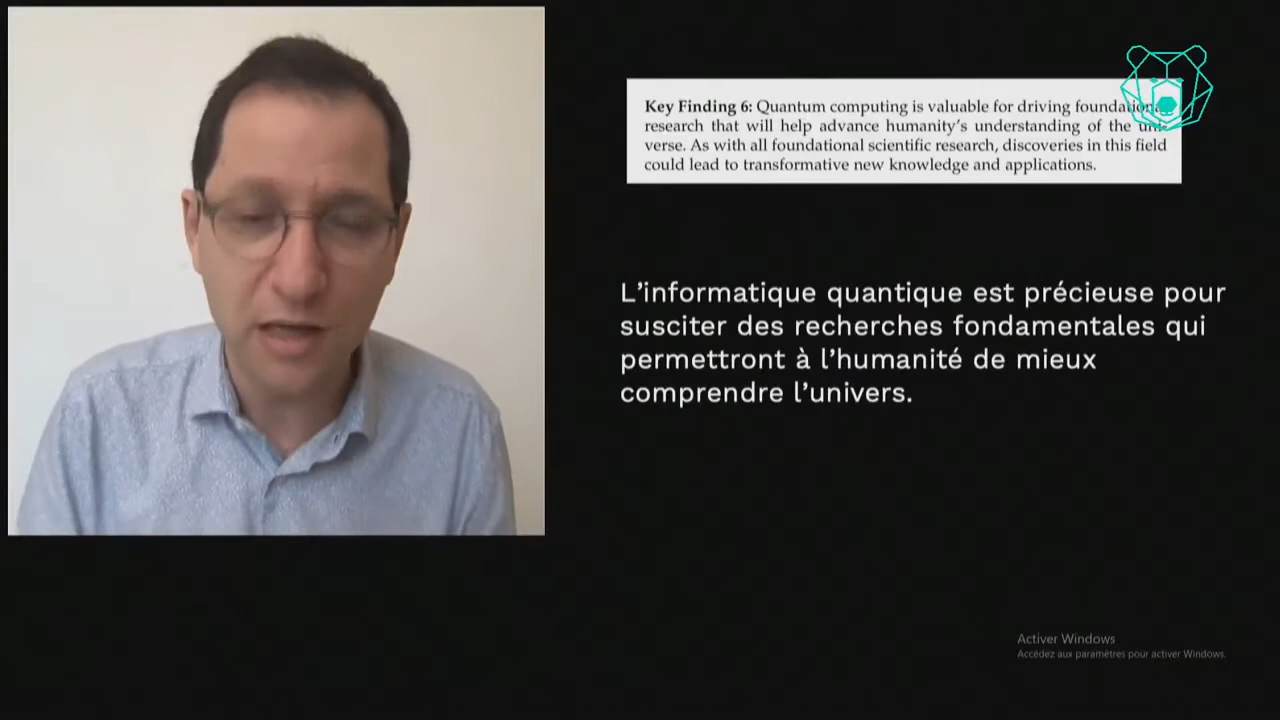 Key Finding 6: Quantum computing is valuable for driving foundational
research that will help advance humanity's understanding of the uni-
verse. As with all foundational scientific research, discoveries in this field
could lead to transformative new knowledge and applications.
L'informatique quantique est précieuse pour
susciter des recherches fondamentales qui
permettront à l'humanité de mieux
comprendre l'univers.
Activer Windows
Accédez aux paramètres pour activer Windows.